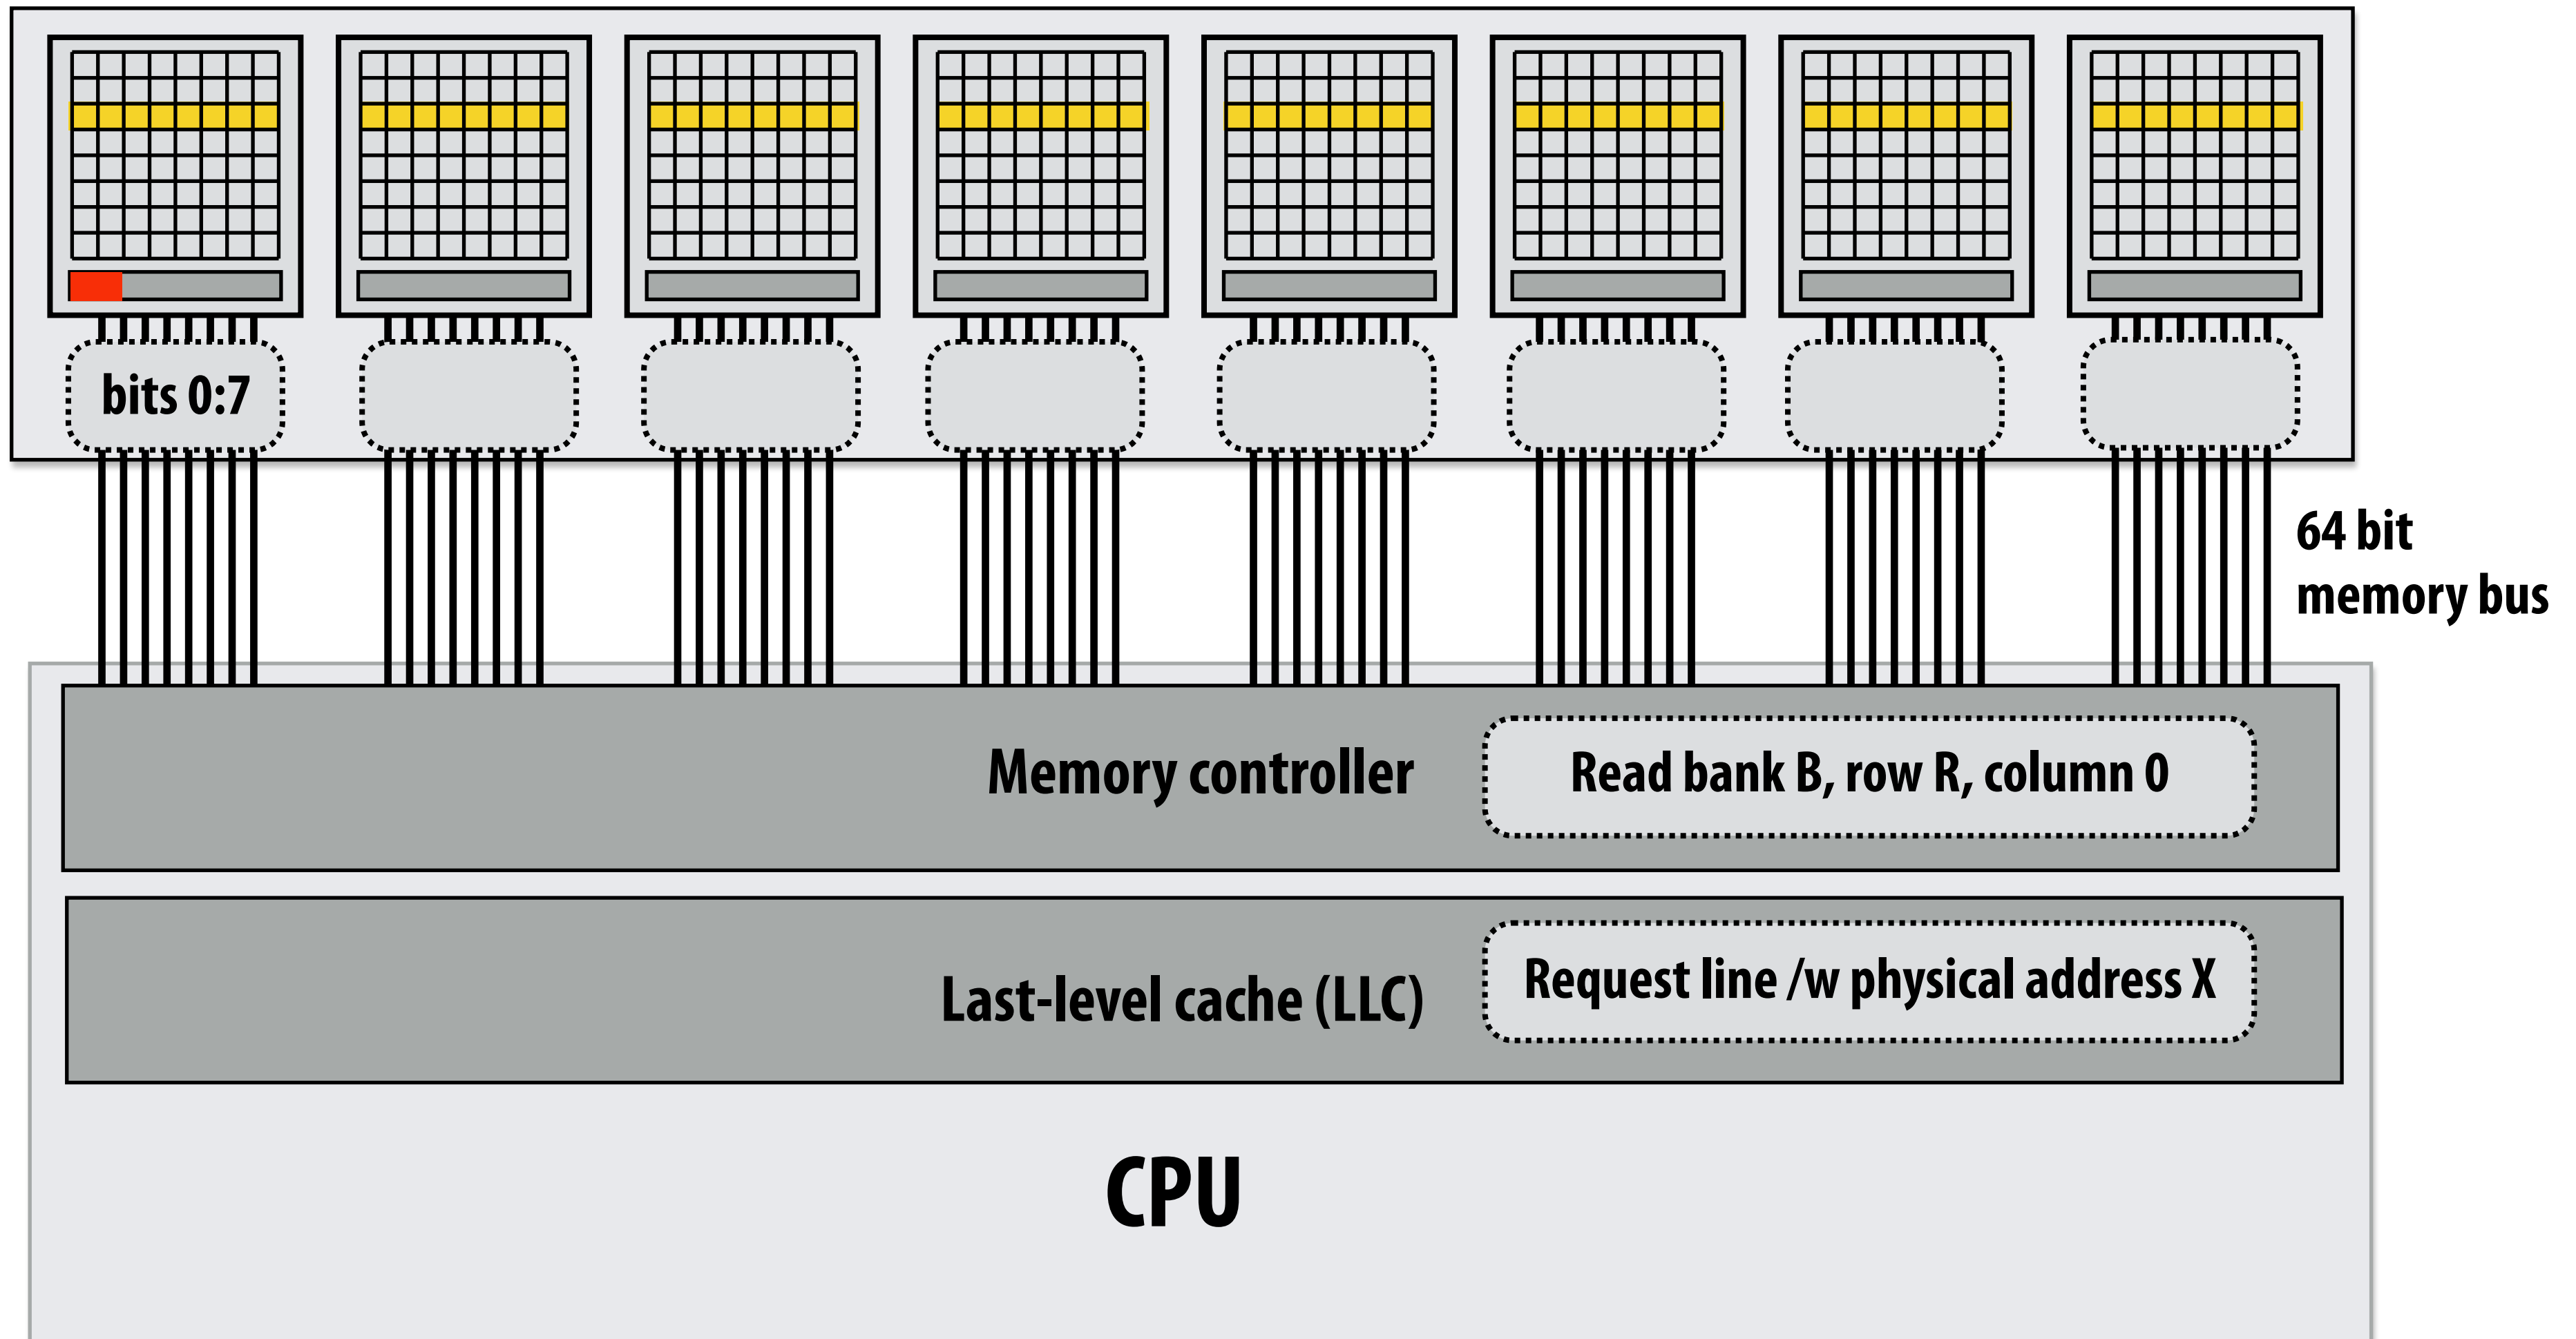 bits 0:7
64 bit
memory bus
Memory controller
Read bank B, row R, column 0
Last-level cache (LLC)
Request line /w physical address X
CPU